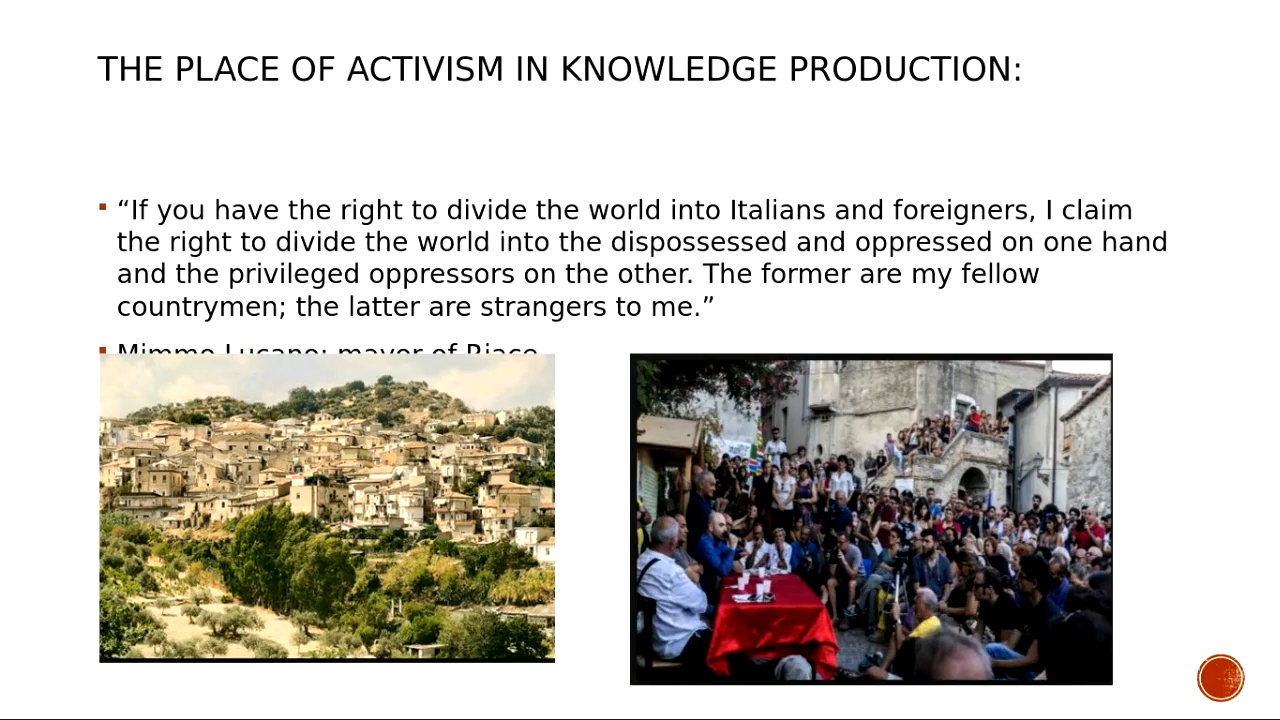 THE PLACE OF ACTIVISM IN KNOWLEDGE PRODUCTION:
“If you have the right to divide the world into Italians and foreigners, I claim
the right to divide the world into the dispossessed and oppressed on one hand
and the privileged oppressors on the other. The former are my fellow
countrymen; the latter are strangers to me.”
Mimmo Lucano: mayor of Riace